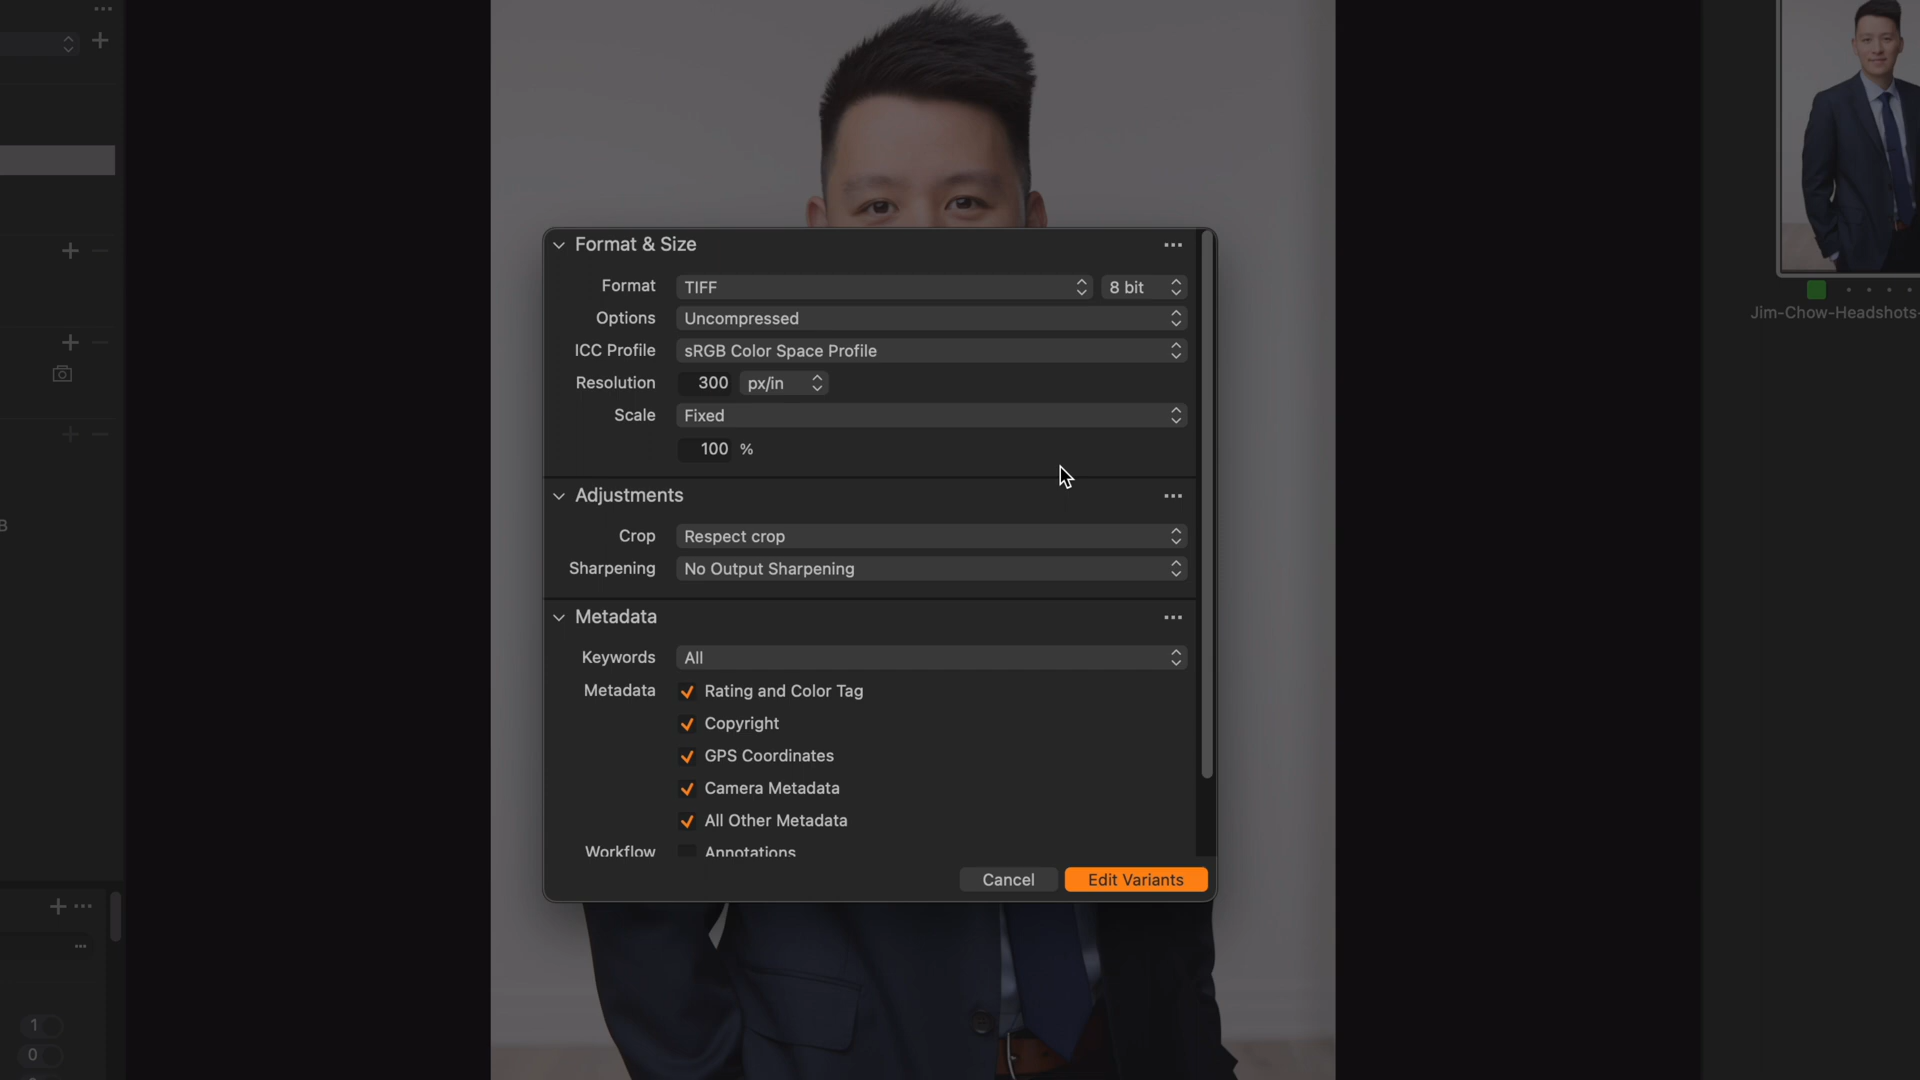 Format & Size
Format TIFF 8 bit
Options Uncompressed
ICC Profile sRGB Color Space Profile
Resolution 300 px/in
Scale Fixed
100 %
Adjustments
Crop Respect crop
Sharpening No Output Sharpening
Metadata
Keywords All
Metadata Rating and Color Tag
Copyright
GPS Coordinates
Camera Metadata
All Other Metadata
Workflow Annotations
Cancel Edit Variants
Jim-Chow-Headshots-
B
1
0